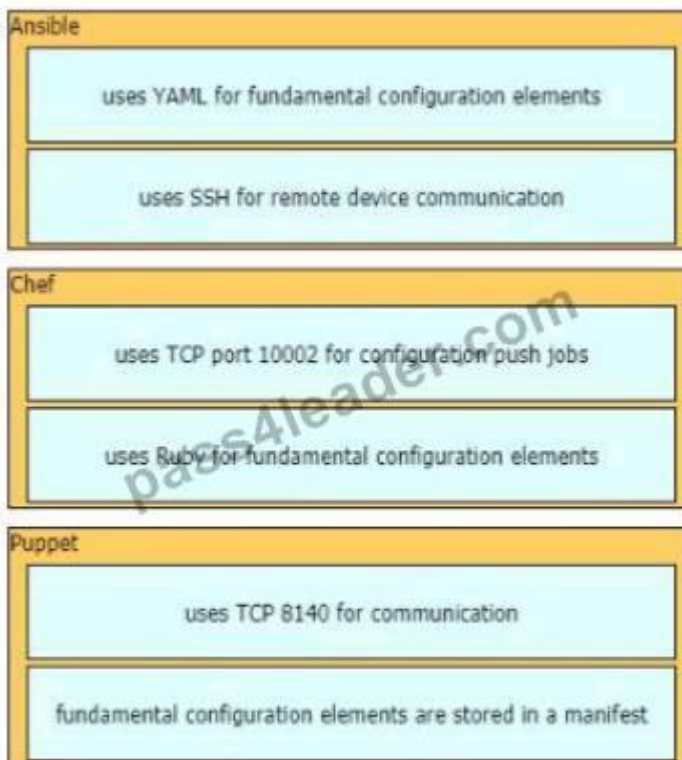 Ansible
uses YAML for fundamental configuration elements
uses SSH for remote device communication
Chef
uses TCP port 10002 for configuration push jobs
uses Ruby for fundamental configuration elements
pass4leader.com
Puppet
uses TCP 8140 for communication
fundamental configuration elements are stored in a manifest